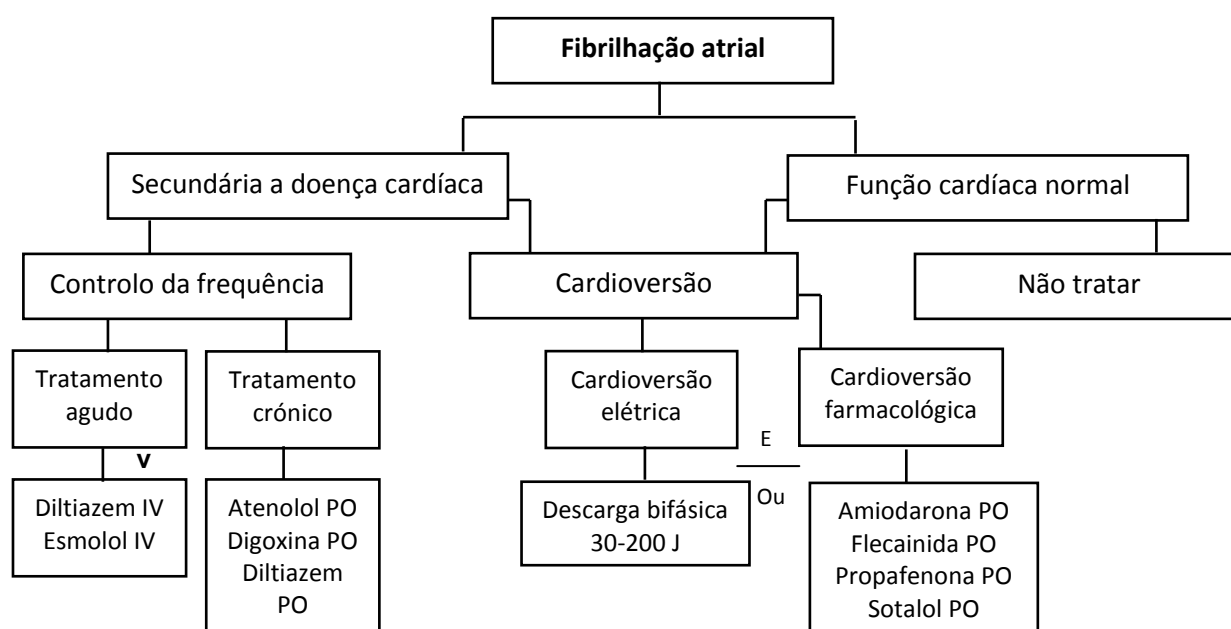 Fibrilhação atrial
Secundária a doença cardíaca
Função cardíaca normal
Controlo da frequência
Cardioversão
Não tratar
Tratamento
agudo
Tratamento
crónico
Cardioversão
elétrica
Cardioversão
farmacológica
V
E
Ou
Diltiazem IV
Esmolol IV
Atenolol PO
Digoxina PO
Diltiazem
PO
Descarga bifásica
30-200 J
Amiodarona PO
Flecainida PO
Propafenona PO
Sotalol PO